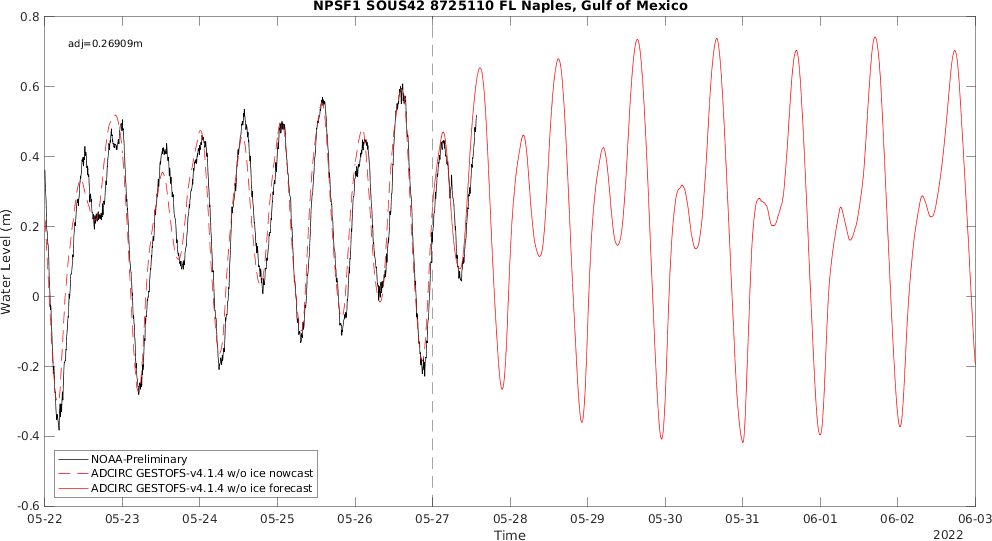 NPSF1 SOUS42 8725110 FL Naples, Gulf of Mexico
adj=0.26909m
Water Level (m)
0.8
0.6
0.4
0.2
0
-0.2
-0.4
-0.6
NOAA-Preliminary
ADCIRC GESTOFS-v4.1.4 w/o ice nowcast
ADCIRC GESTOFS-v4.1.4 w/o ice forecast
05-22 05-23 05-24 05-25 05-26 05-27 05-28 05-29 05-30 05-31 06-01 06-02 06-03
Time
2022